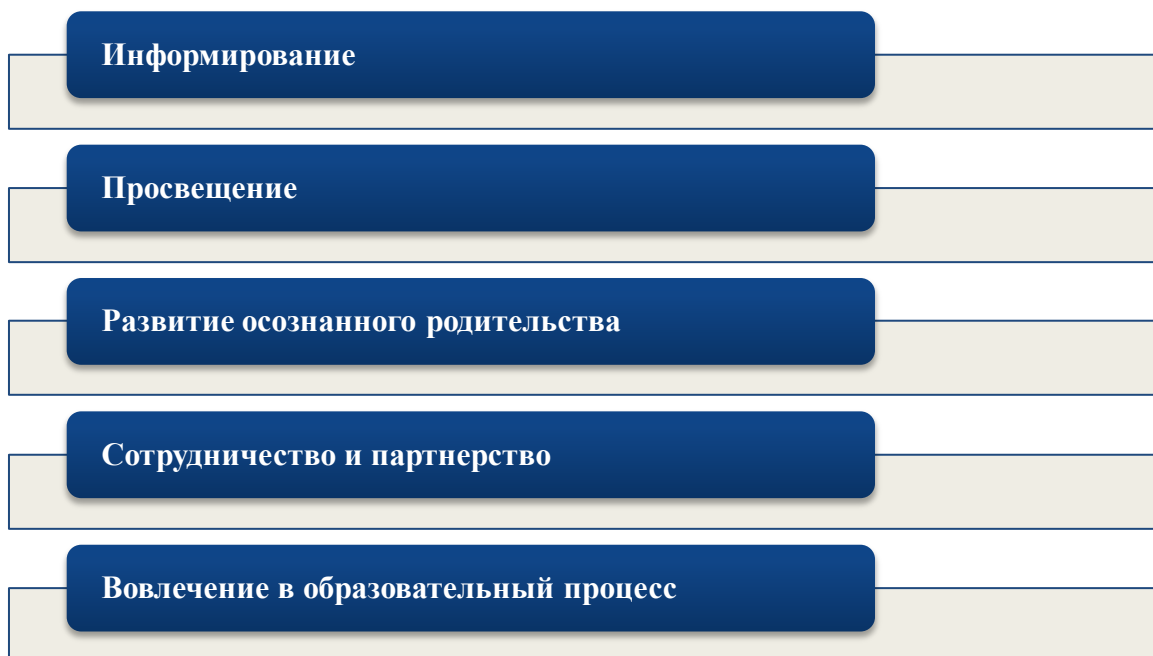 Информирование
Просвещение
Развитие осознанного родительства
Сотрудничество и партнерство
Вовлечение в образовательный процесс